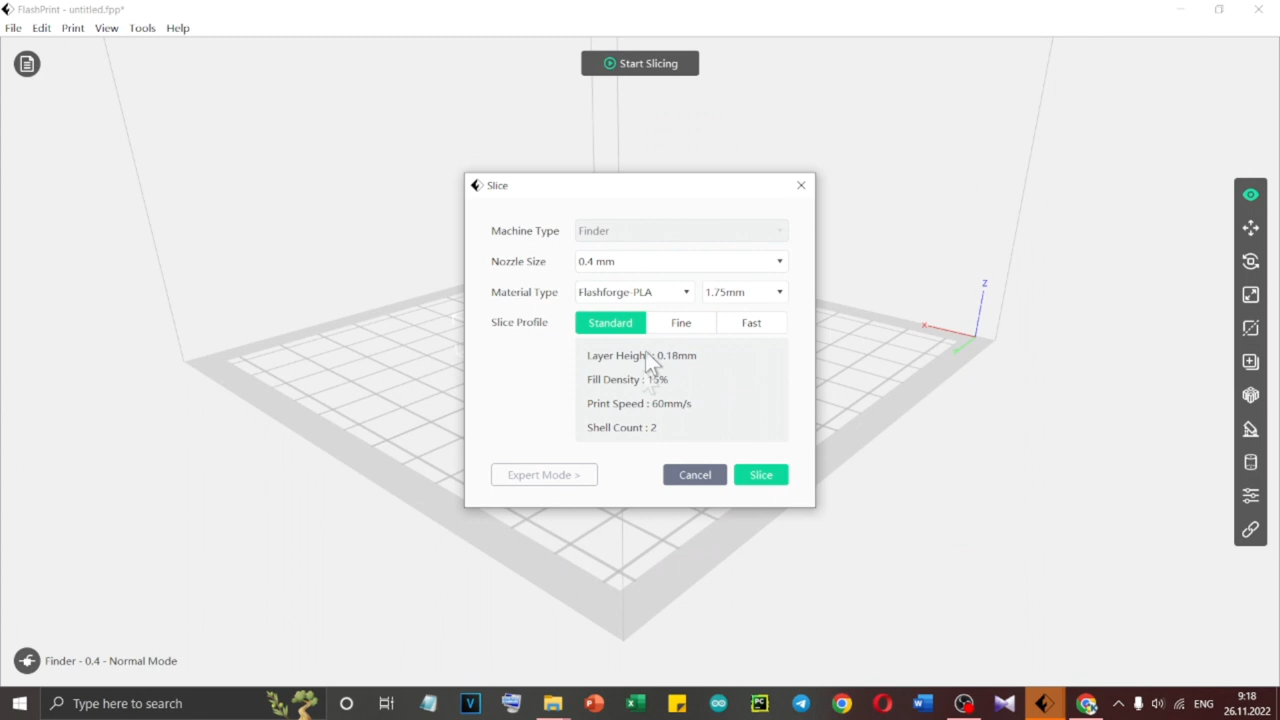 FlashPrint - untitled.fpp*
File Edit Print View Tools Help
Start Slicing
Slice
Machine Type Finder
Nozzle Size 0.4 mm
Material Type Flashforge-PLA 1.75mm
Slice Profile Standard Fine Fast
Layer Height : 0.18mm
Fill Density : 15%
Print Speed : 60mm/s
Shell Count : 2
Expert Mode > Cancel Slice
Z
X
Finder - 0.4 - Normal Mode
Type here to search
ENG
9:18
26.11.2022